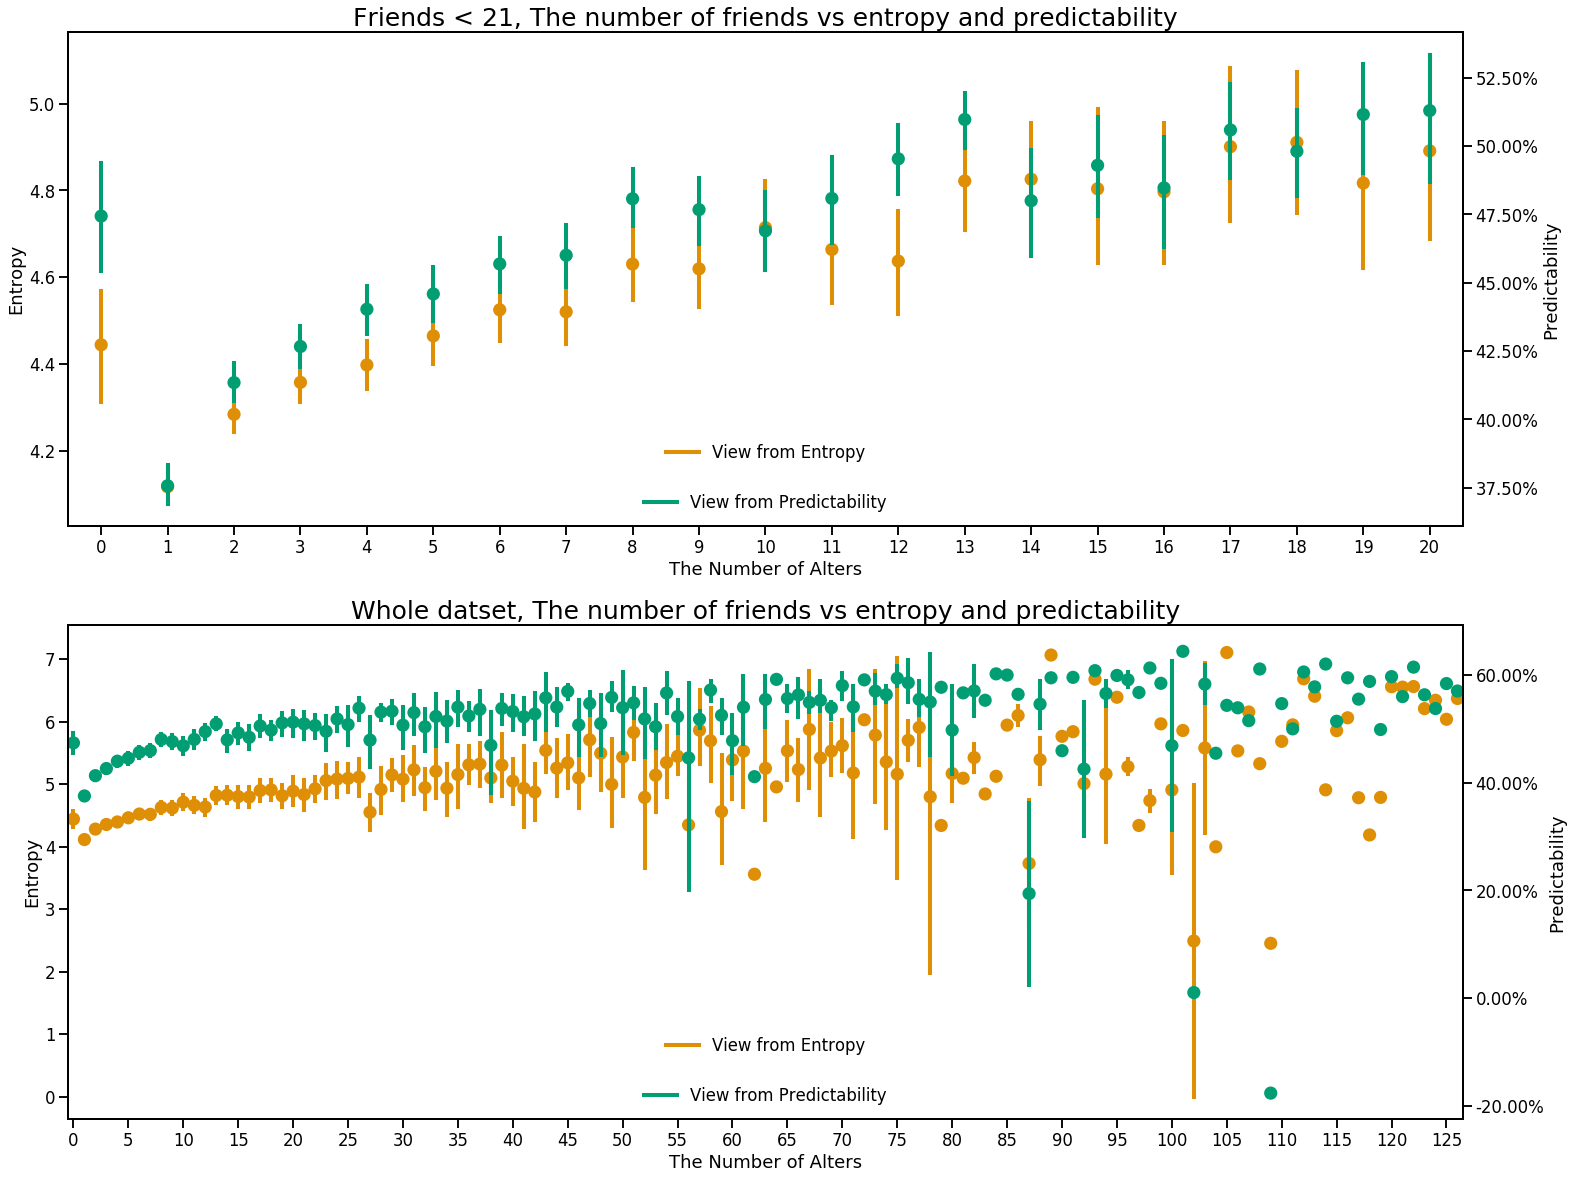 Friends < 21, The number of friends vs entropy and predictability
5.0
4.8
4.6
4.4
4.2
Entropy
52.50%
50.00%
47.50%
45.00%
42.50%
40.00%
37.50%
Predictability
View from Entropy
View from Predictability
0 1 2 3 4 5 6 7 8 9 10 11 12 13 14 15 16 17 18 19 20
The Number of Alters
Whole datset, The number of friends vs entropy and predictability
7
6
5
4
3
2
1
0
Entropy
60.00%
40.00%
20.00%
0.00%
-20.00%
Predictability
View from Entropy
View from Predictability
0 5 10 15 20 25 30 35 40 45 50 55 60 65 70 75 80 85 90 95 100 105 110 115 120 125
The Number of Alters